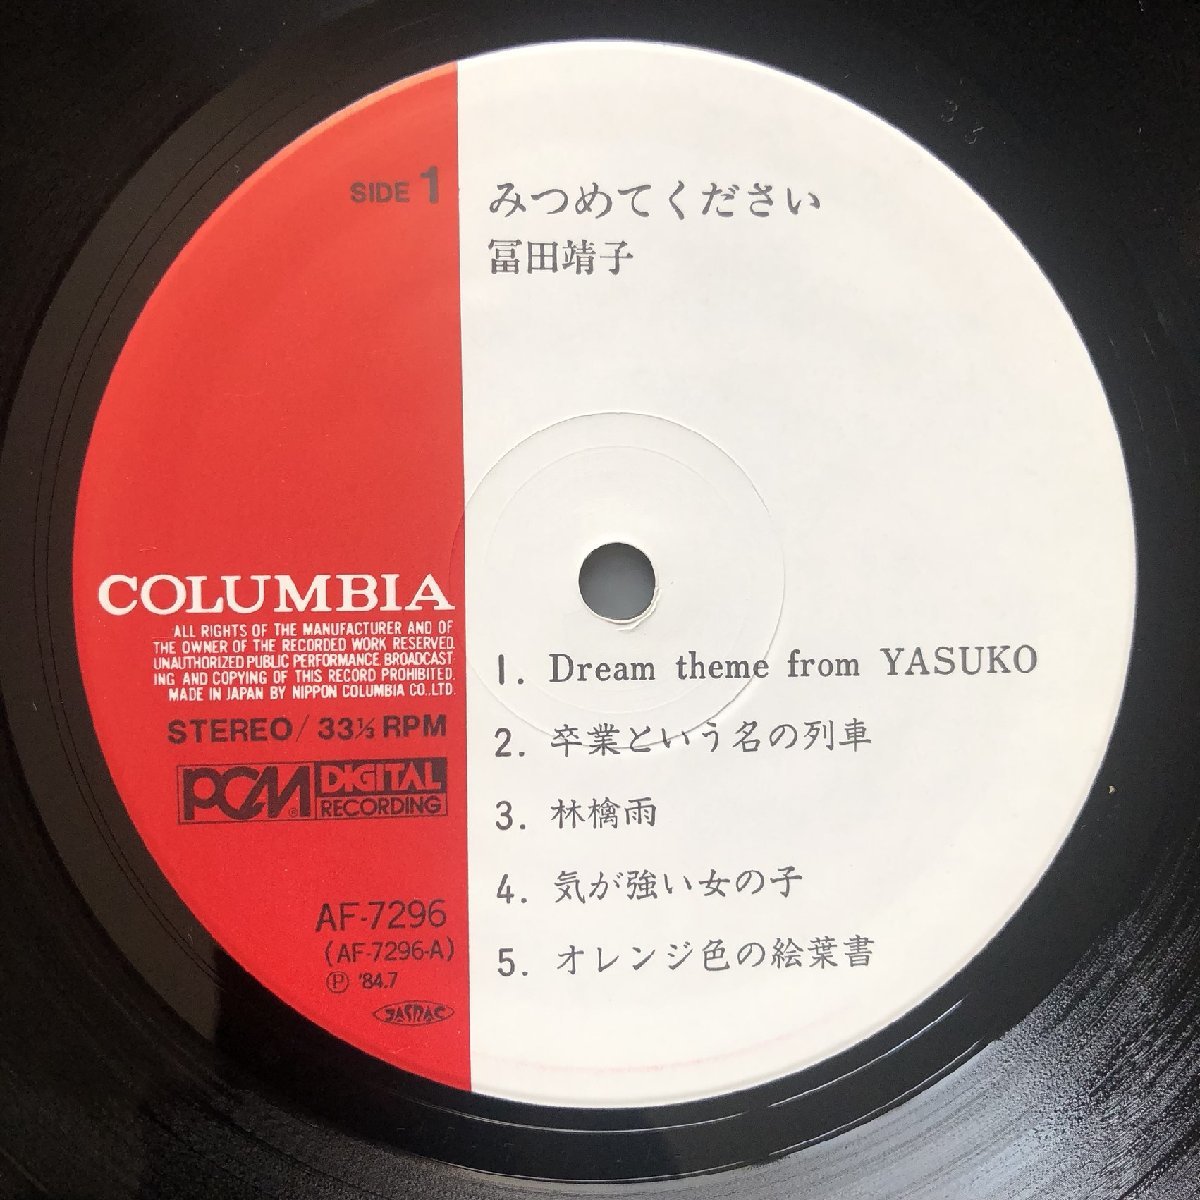 SIDE 1
みつめてください
冨田靖子
COLUMBIA
ALL RIGHTS OF THE MANUFACTURER AND OF
THE OWNER OF THE RECORDED WORK RESERVED.
UNAUTHORIZED PUBLIC PERFORMANCE, BROADCAST
ING AND COPYING OF THIS RECORD PROHIBITED.
MADE IN JAPAN BY NIPPON COLUMBIA CO.,LTD.
STEREO/33⅓ RPM
PCM® DIGITAL
RECORDING
AF-7296
(AF-7296-A)
Ⓟ '84.7
JASRAC
1. Dream theme from YASUKO
2. 卒業という名の列車
3. 林檎雨
4. 気が強い女の子
5. オレンジ色の絵葉書